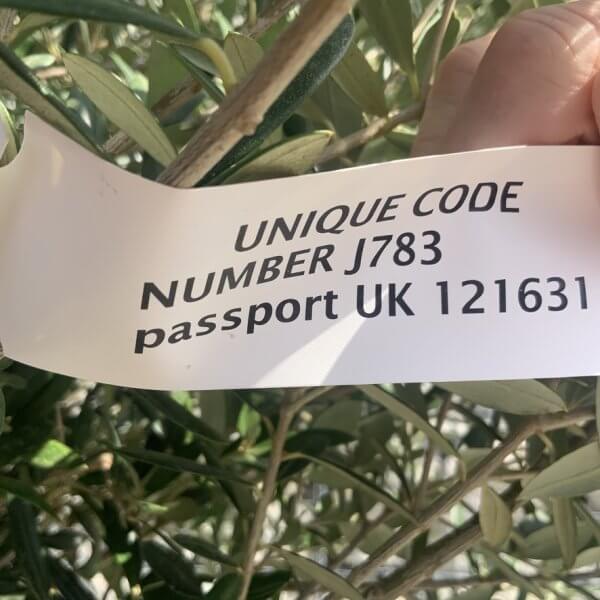 UNIQUE CODE
NUMBER J783
passport UK 121631